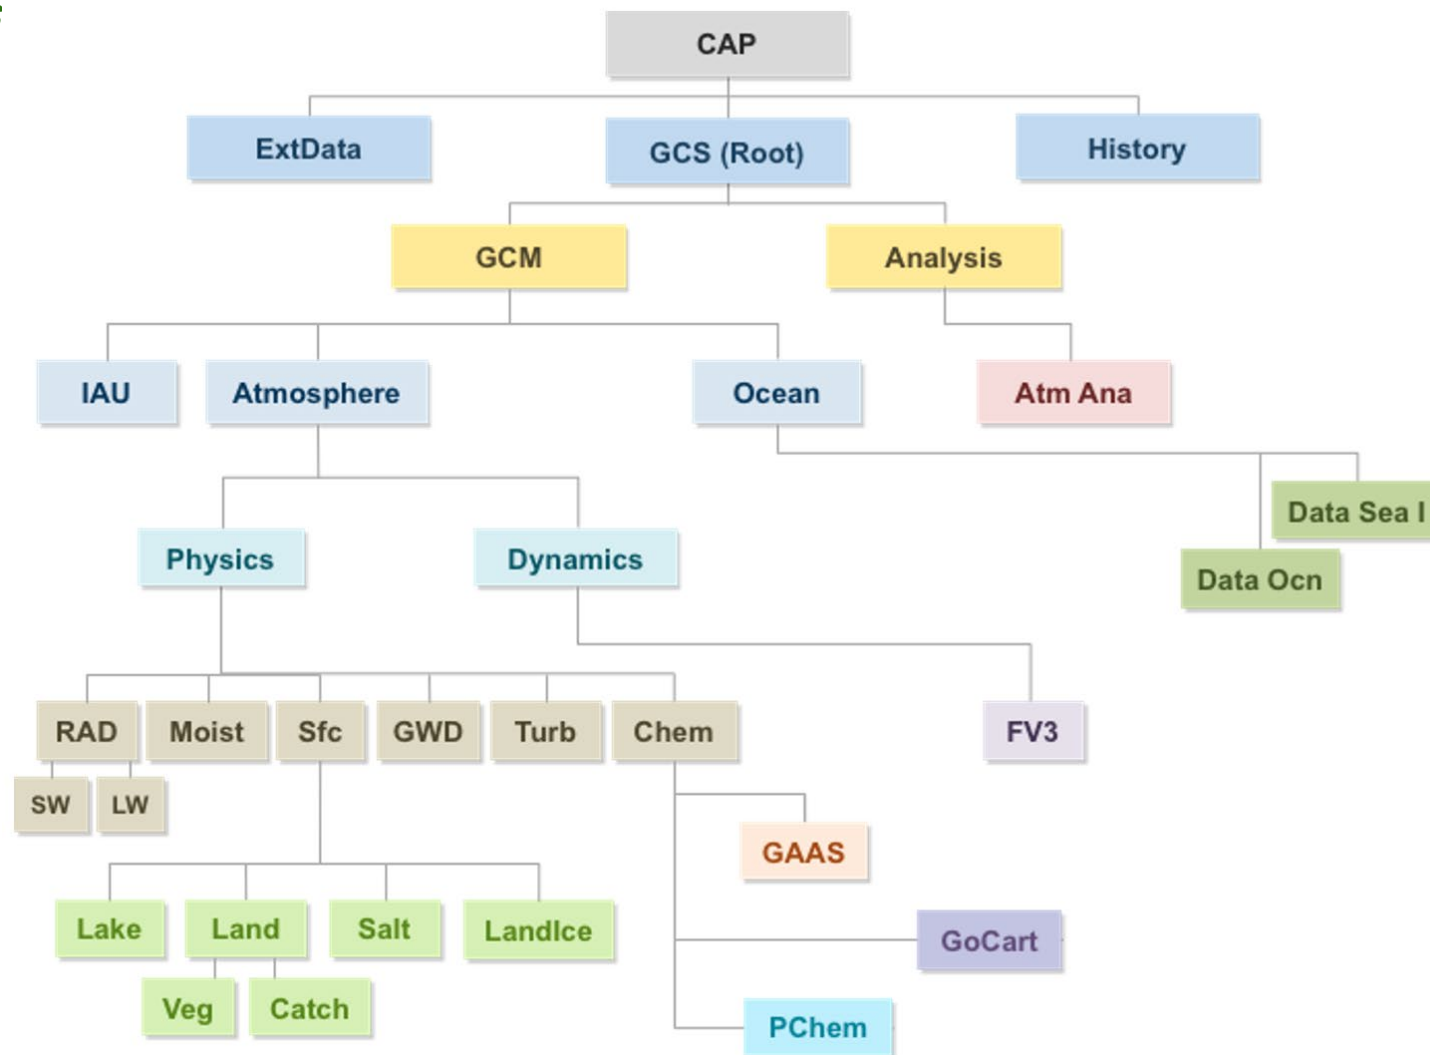 CAP
ExtData
GCS (Root)
History
GCM
Analysis
IAU
Atmosphere
Ocean
Atm Ana
Data Sea I
Physics
Dynamics
Data Ocn
RAD
Moist
Sfc
GWD
Turb
Chem
FV3
SW
LW
GAAS
Lake
Land
Salt
LandIce
GoCart
Veg
Catch
PChem